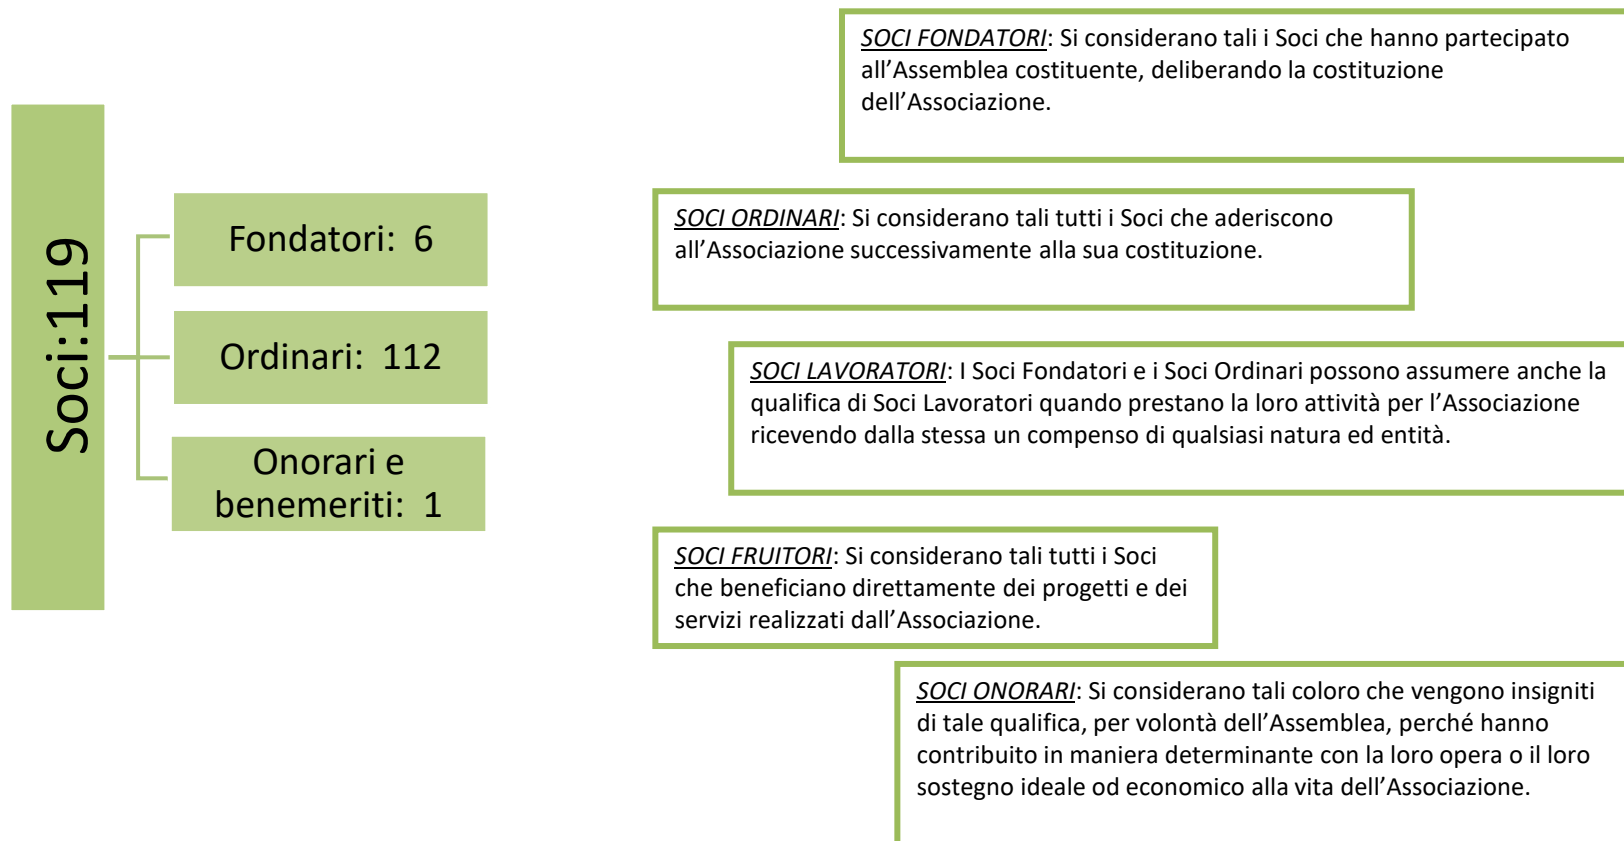 Soci:119
Fondatori: 6
Ordinari: 112
Onorari e
benemeriti: 1
SOCI FONDATORI: Si considerano tali i Soci che hanno partecipato
all’Assemblea costituente, deliberando la costituzione
dell’Associazione.
SOCI ORDINARI: Si considerano tali tutti i Soci che aderiscono
all’Associazione successivamente alla sua costituzione.
SOCI LAVORATORI: I Soci Fondatori e i Soci Ordinari possono assumere anche la
qualifica di Soci Lavoratori quando prestano la loro attività per l’Associazione
ricevendo dalla stessa un compenso di qualsiasi natura ed entità.
SOCI FRUITORI: Si considerano tali tutti i Soci
che beneficiano direttamente dei progetti e dei
servizi realizzati dall’Associazione.
SOCI ONORARI: Si considerano tali coloro che vengono insigniti
di tale qualifica, per volontà dell’Assemblea, perché hanno
contribuito in maniera determinante con la loro opera o il loro
sostegno ideale od economico alla vita dell’Associazione.